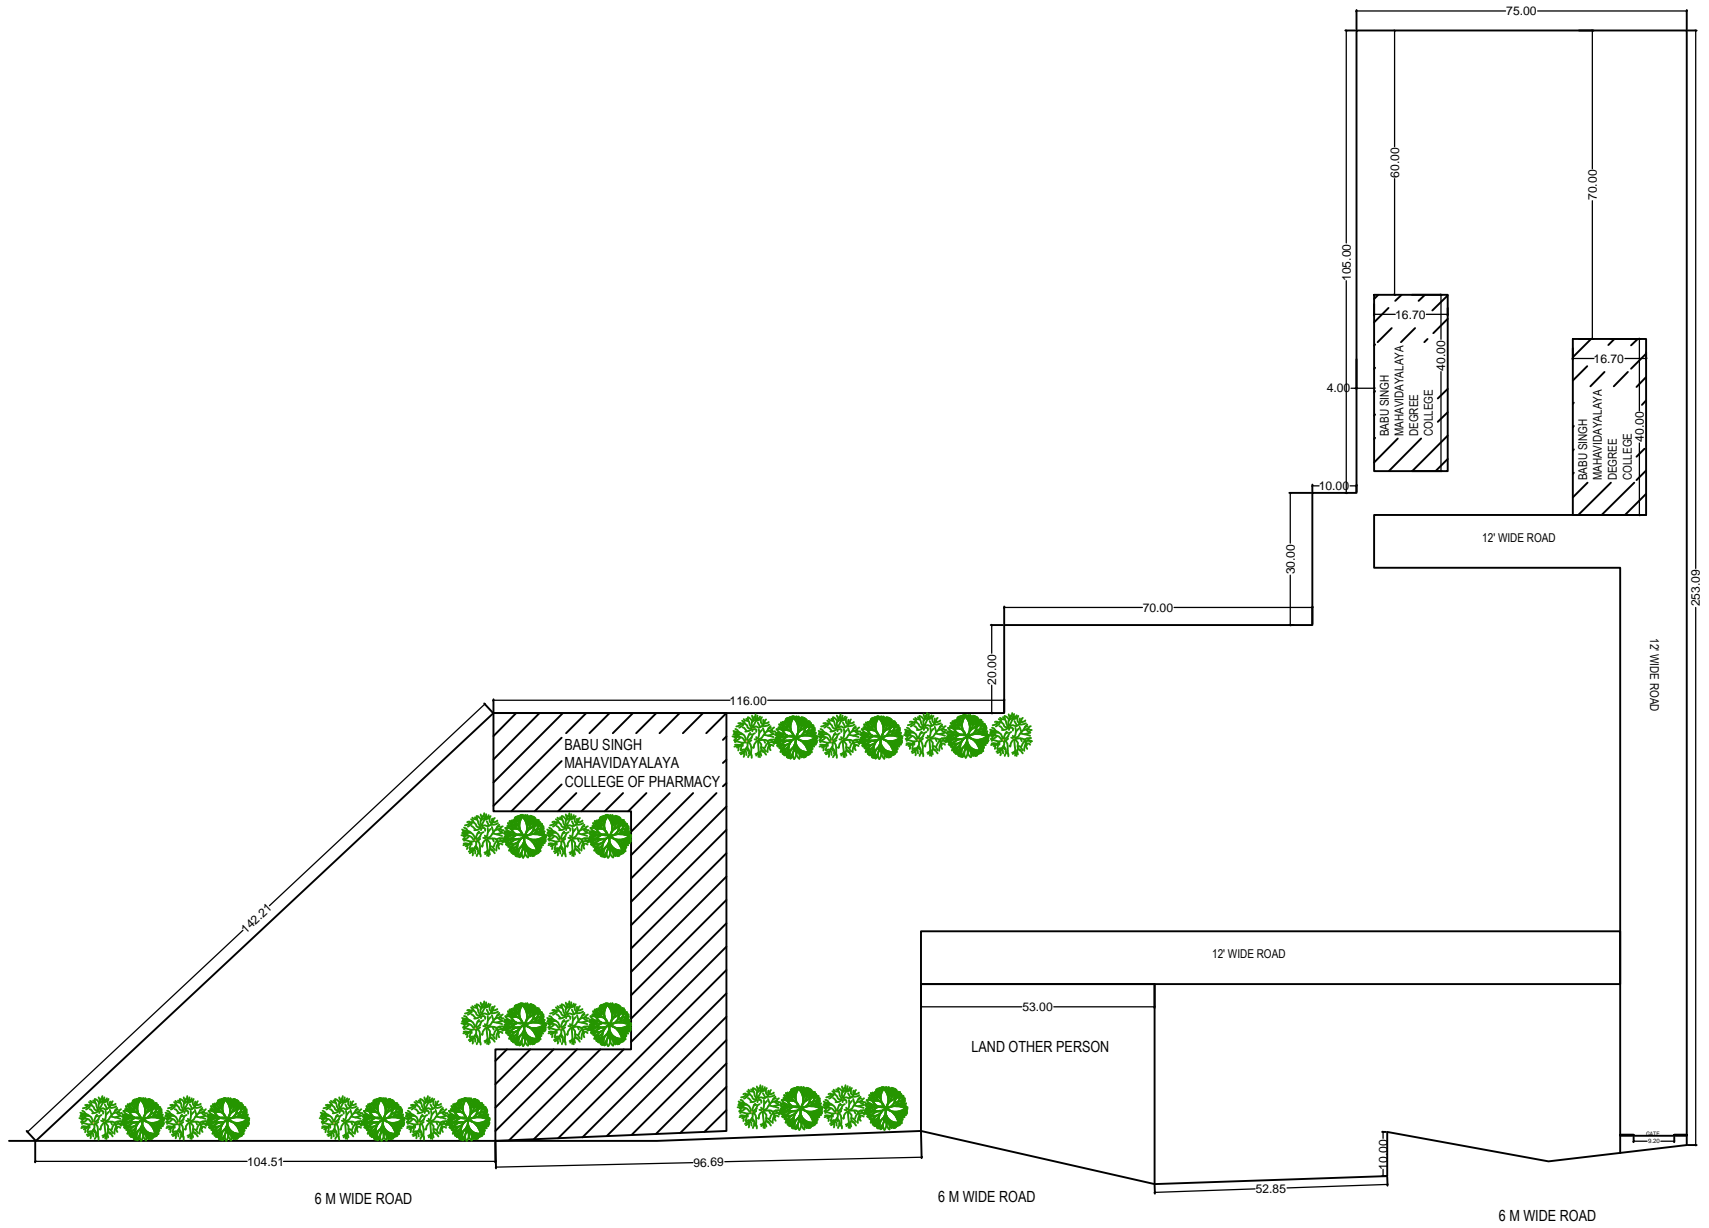 75.00
60.00
70.00
105.00
16.70
40.00
BABU SINGH
MAHAVIDAYALAYA
DEGREE
COLLEGE
4.00
16.70
40.00
BABU SINGH
MAHAVIDAYALAYA
DEGREE
COLLEGE
10.00
12' WIDE ROAD
30.00
253.09
70.00
20.00
12' WIDE ROAD
116.00
BABU SINGH
MAHAVIDAYALAYA
COLLEGE OF PHARMACY
142.21
12' WIDE ROAD
53.00
LAND OTHER PERSON
GATE
9.20
10.00
104.51
96.69
52.85
6 M WIDE ROAD
6 M WIDE ROAD
6 M WIDE ROAD